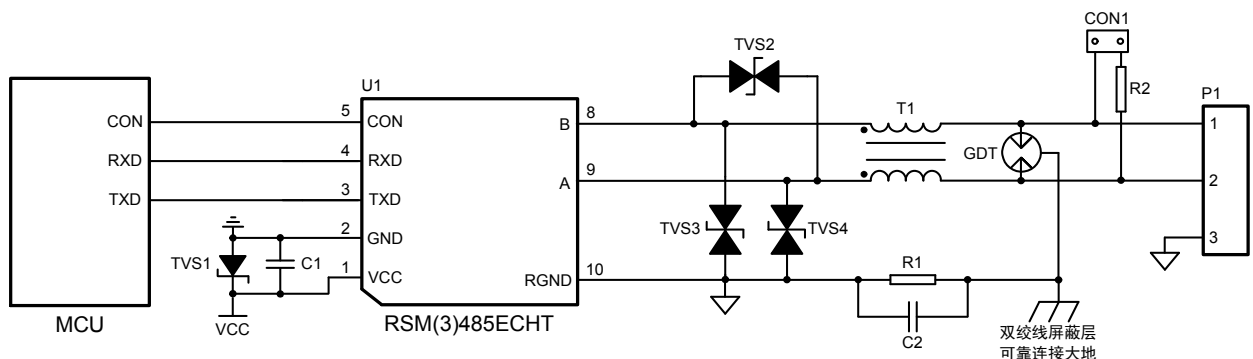 CON1
TVS2
R2
P1
U1
T1
MCU
CON
RXD
TXD
5
4
3
2
1
CON
RXD
TXD
GND
VCC
B
A
RGND
8
9
10
RSM(3)485ECHT
TVS1
C1
VCC
TVS3
TVS4
GDT
R1
C2
1
2
3
双绞线屏蔽层
可靠连接大地